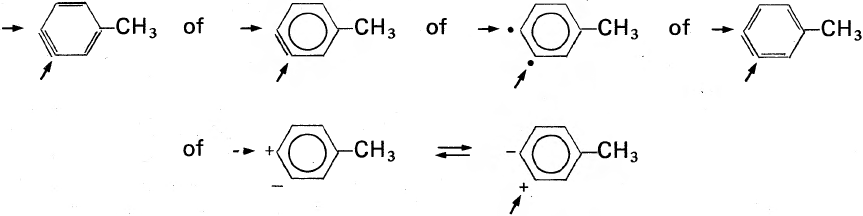 CH₃ of CH₃ of CH₃ of CH₃
of + − CH₃ − + CH₃